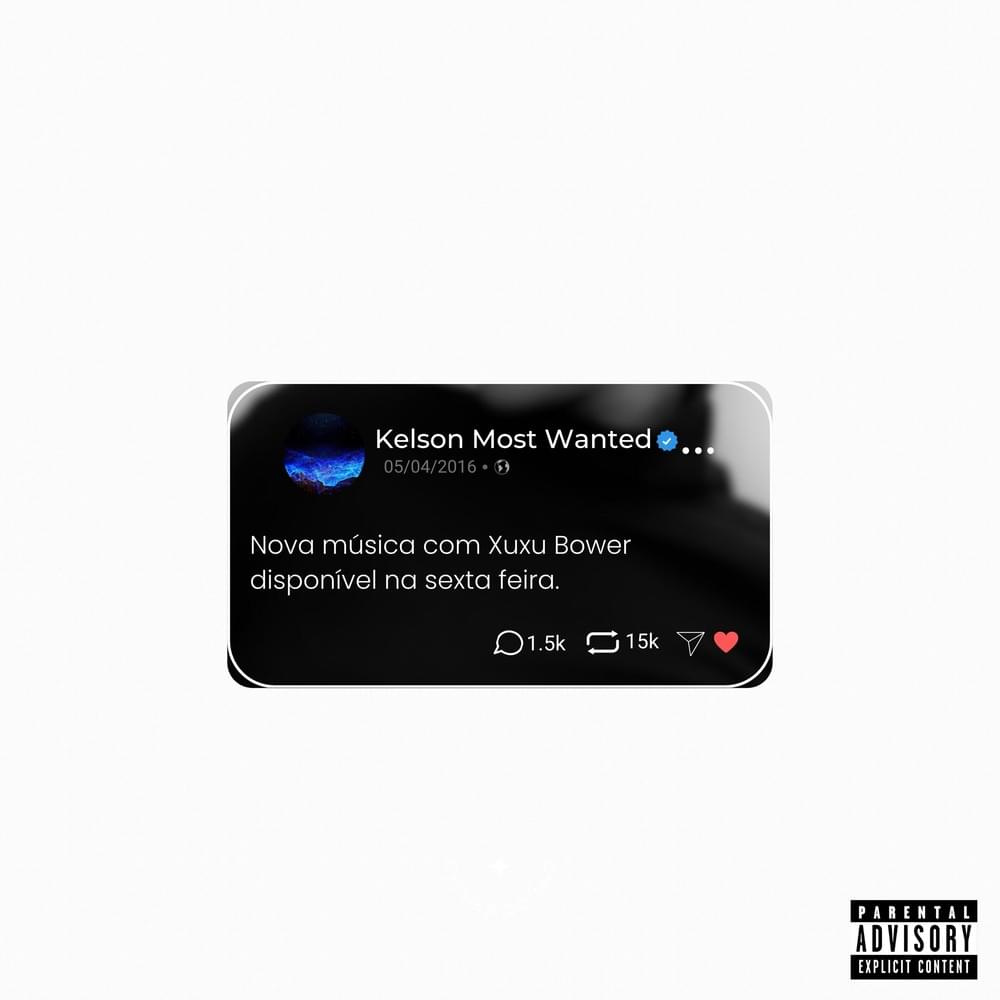 Kelson Most Wanted
05/04/2016 •
Nova música com Xuxu Bower
disponível na sexta feira.
1.5k 15k
PARENTAL
ADVISORY
EXPLICIT CONTENT